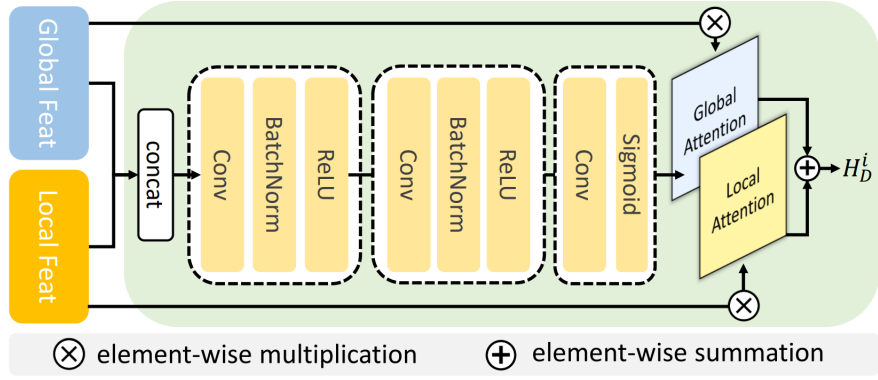 Global Feat
Local Feat
concat
Conv
BatchNorm
ReLU
Conv
BatchNorm
ReLU
Conv
Sigmoid
Global
Attention
Local
Attention
H_D^i
⊗ element-wise multiplication
⊕ element-wise summation